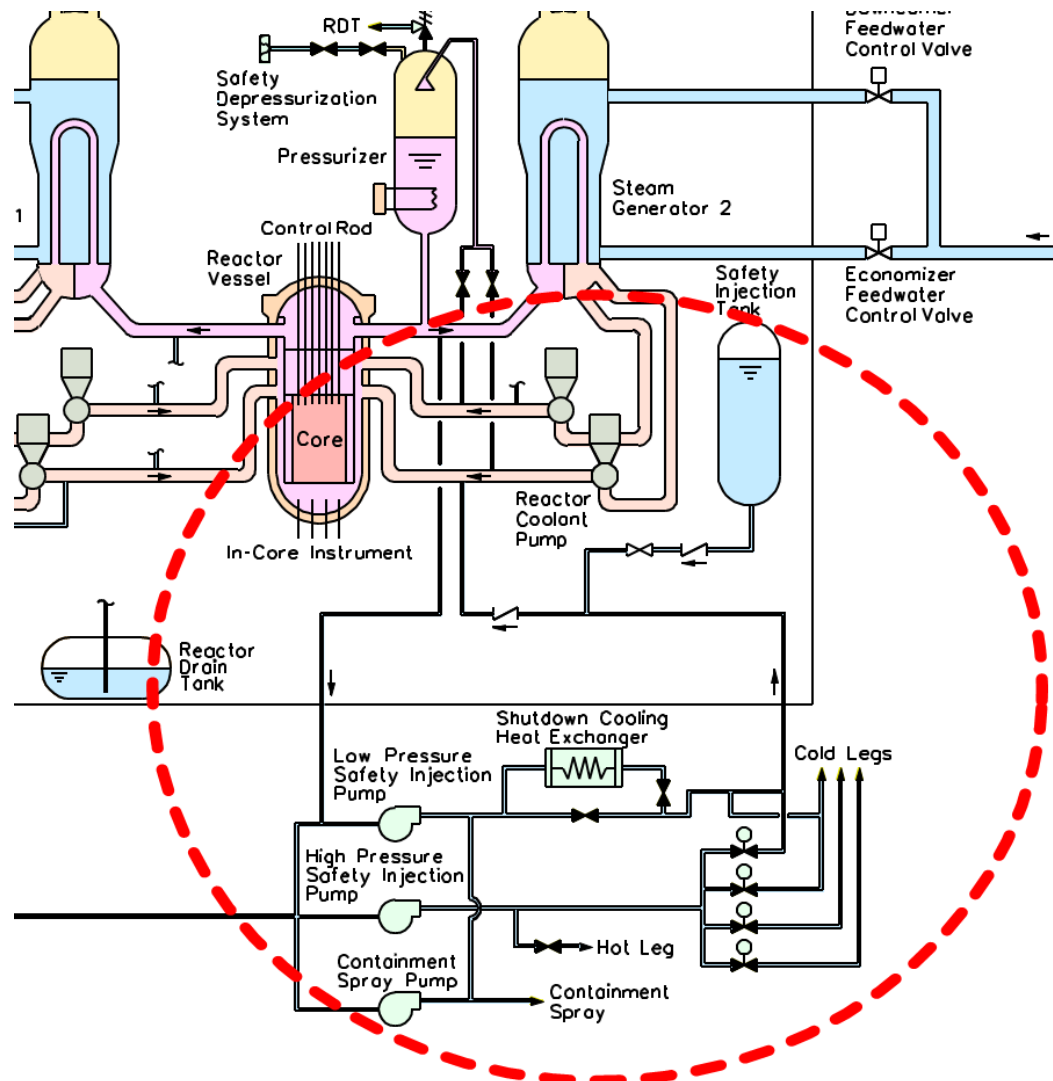 RDT
Feedwater
Control Valve
Safety
Depressurization
System
Pressurizer
Steam
Generator 2
1
Control Rod
Reactor
Vessel
Safety
Injection
Tank
Economizer
Feedwater
Control Valve
Core
Reactor
Coolant
Pump
In-Core Instrument
Reactor
Drain
Tank
Shutdown Cooling
Heat Exchanger
Low Pressure
Safety Injection
Pump
Cold Legs
High Pressure
Safety Injection
Pump
Hot Leg
Containment
Spray Pump
Containment
Spray